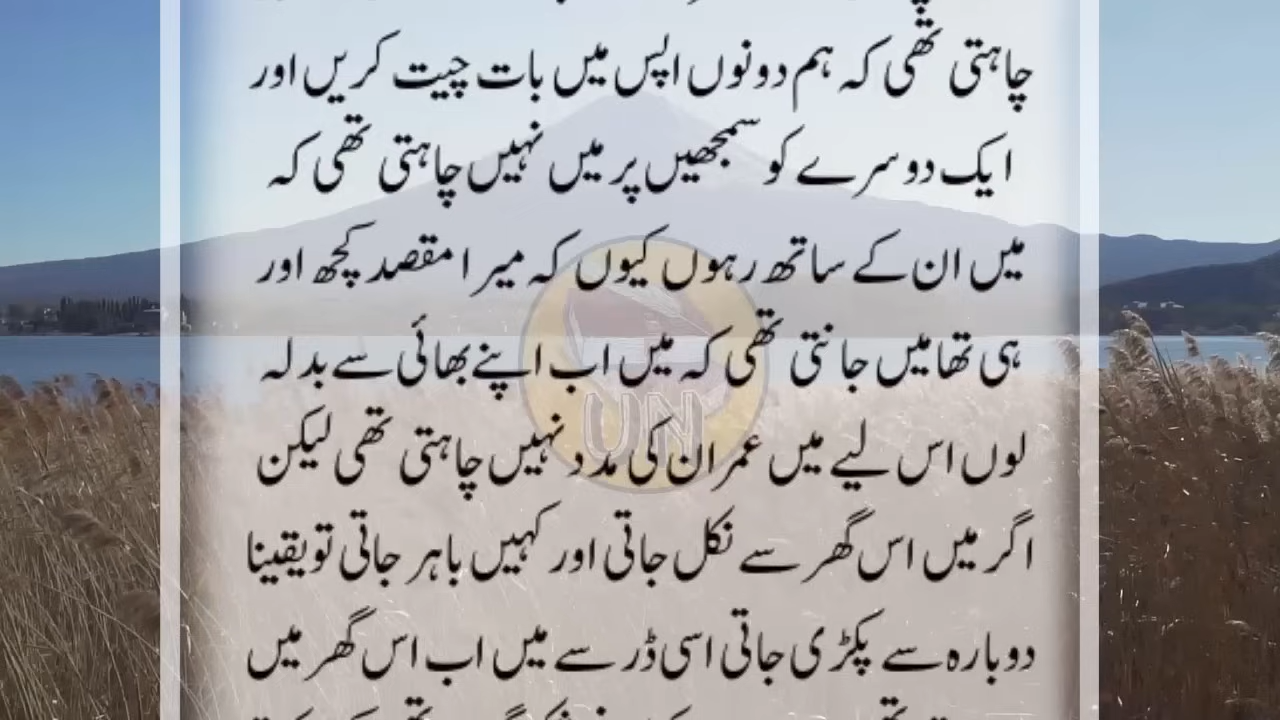 چاہتی تھی کہ ہم دونوں اپس میں بات چیت کریں اور
ایک دوسرے کو سمجھیں پر میں نہیں چاہتی تھی کہ
میں ان کے ساتھ رہوں کیوں کہ میرا مقصد کچھ اور
ہی تھا میں جانتی تھی کہ میں اب اپنے بھائی سے بدلہ
لوں اس لیے میں عمران کی مدد نہیں چاہتی تھی لیکن
اگر میں اس گھر سے نکل جاتی اور کہیں باہر جاتی تو یقینا
دوبارہ سے پکڑی جاتی اسی ڈر سے میں اب اس گھر میں
UN